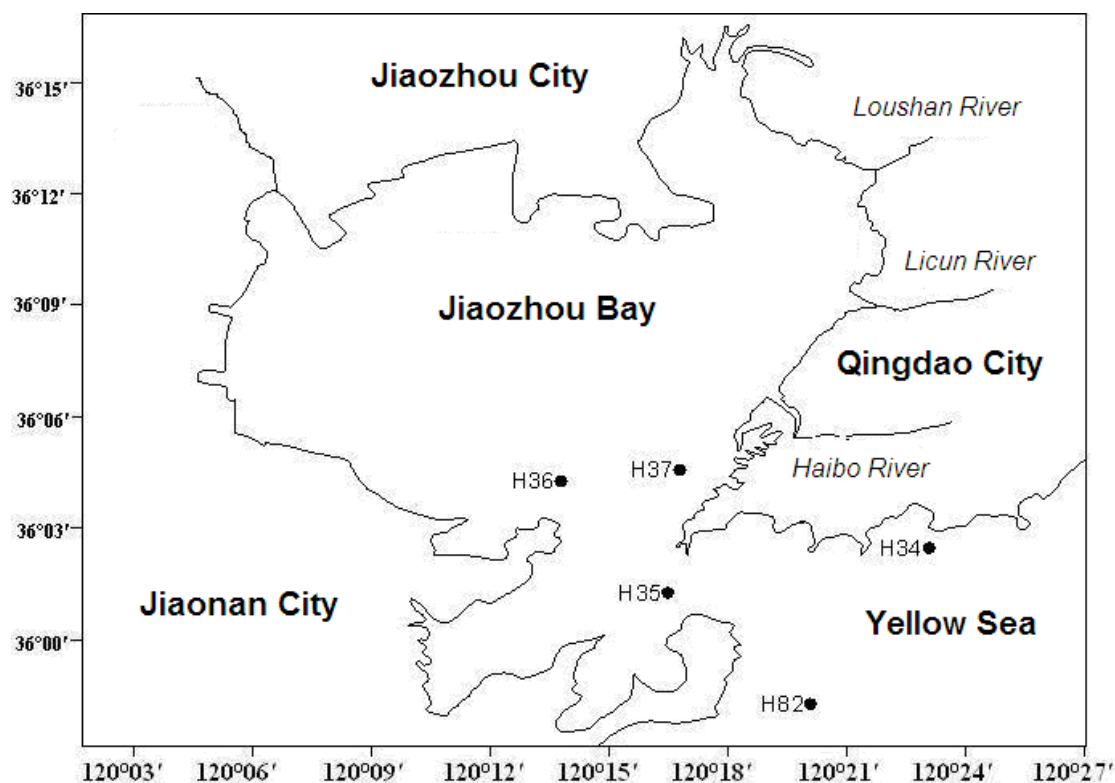 Jiaozhou City
36°15′
Loushan River
36°12′
Licun River
36°09′
Jiaozhou Bay
Qingdao City
36°06′
H37
Haibo River
H36
36°03′
H34
H35
Jiaonan City
Yellow Sea
36°00′
H82
120°03′ 120°06′ 120°09′ 120°12′ 120°15′ 120°18′ 120°21′ 120°24′ 120°27′